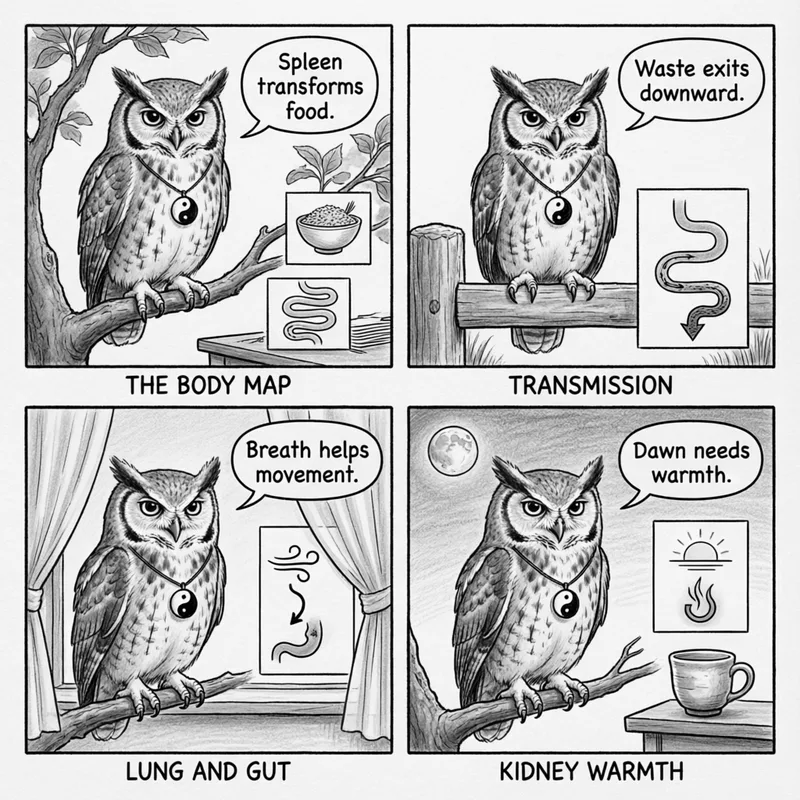 Spleen
transforms
food.
THE BODY MAP
Waste exits
downward.
TRANSMISSION
Breath helps
movement.
LUNG AND GUT
Dawn needs
warmth.
KIDNEY WARMTH